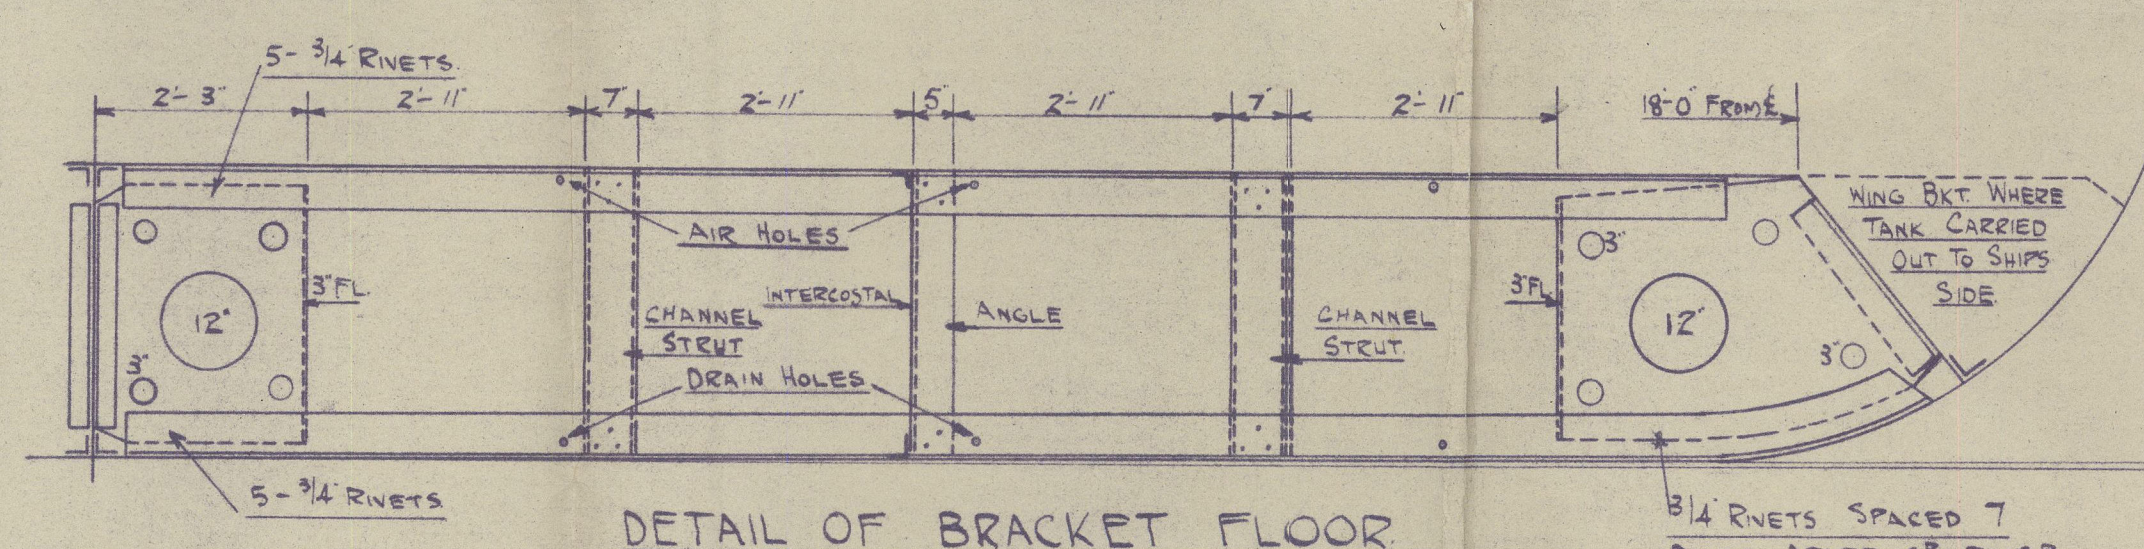 5- 3/4" RIVETS.
2'- 3"
2'- 11"
7"
2'- 11"
5"
2'- 11"
7"
2'- 11"
18'-0" FROM ℄
AIR HOLES
WING BKT. WHERE
TANK CARRIED
OUT TO SHIPS
SIDE.
3"
3" FL.
12"
3"
CHANNEL
STRUT
INTERCOSTAL
ANGLE
CHANNEL
STRUT.
3" FL.
12"
3"
DRAIN HOLES
5- 3/4" RIVETS.
DETAIL OF BRACKET FLOOR.
3/4" RIVETS SPACED 7